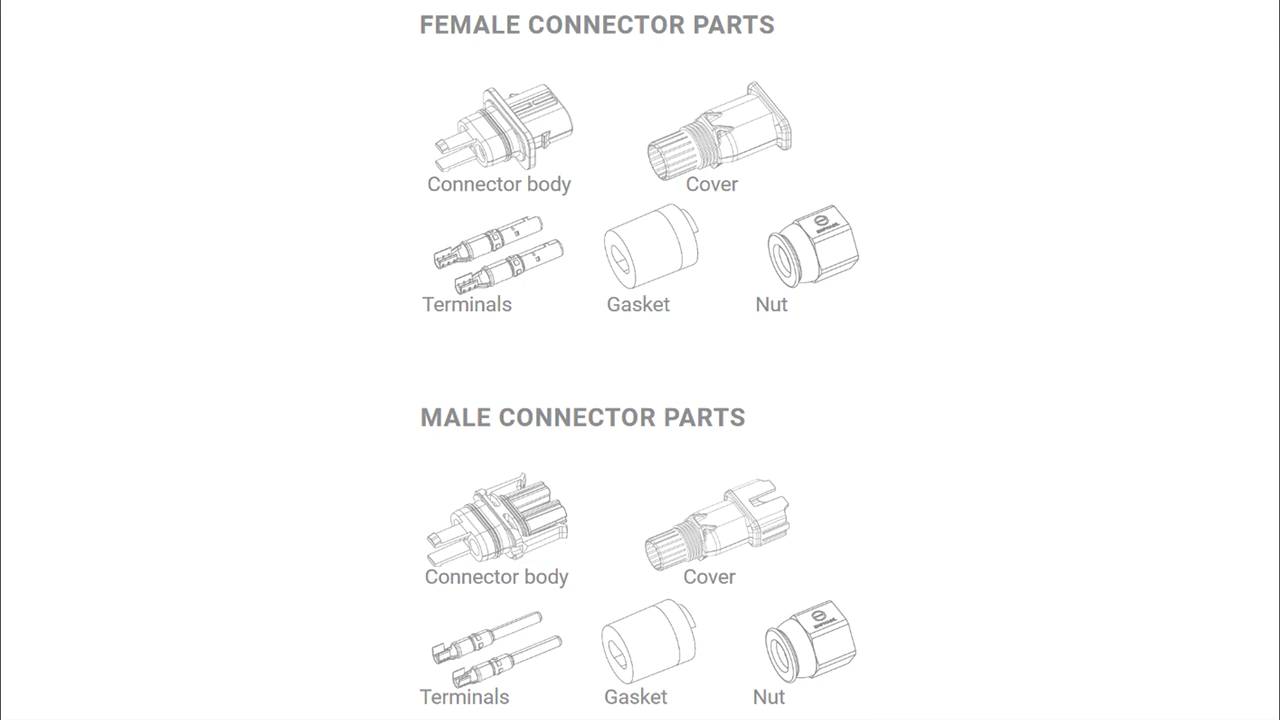 FEMALE CONNECTOR PARTS
Connector body
Cover
Terminals
Gasket
Nut
MALE CONNECTOR PARTS
Connector body
Cover
Terminals
Gasket
Nut